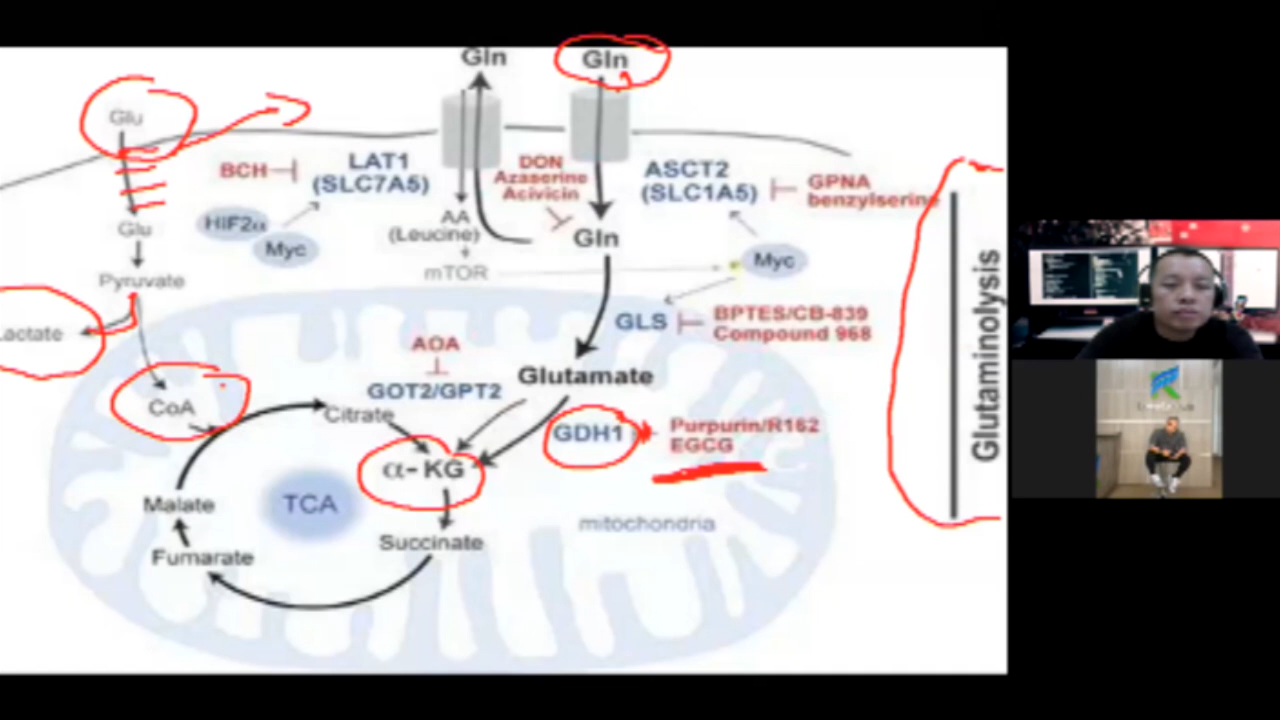 Gln
Gln
Glu
BCH
LAT1
(SLC7A5)
DON
Azaserine
Acivicin
ASCT2
(SLC1A5)
GPNA
benzylserine
HIF2α
Myc
AA
(Leucine)
mTOR
Gln
Myc
Glu
Pyruvate
Lactate
CoA
GLS
BPTES/CB-839
Compound 968
AOA
GOT2/GPT2
Glutamate
Citrate
GDH1
Purpurin/R162
EGCG
α-KG
Malate
TCA
Succinate
mitochondria
Fumarate
Glutaminolysis